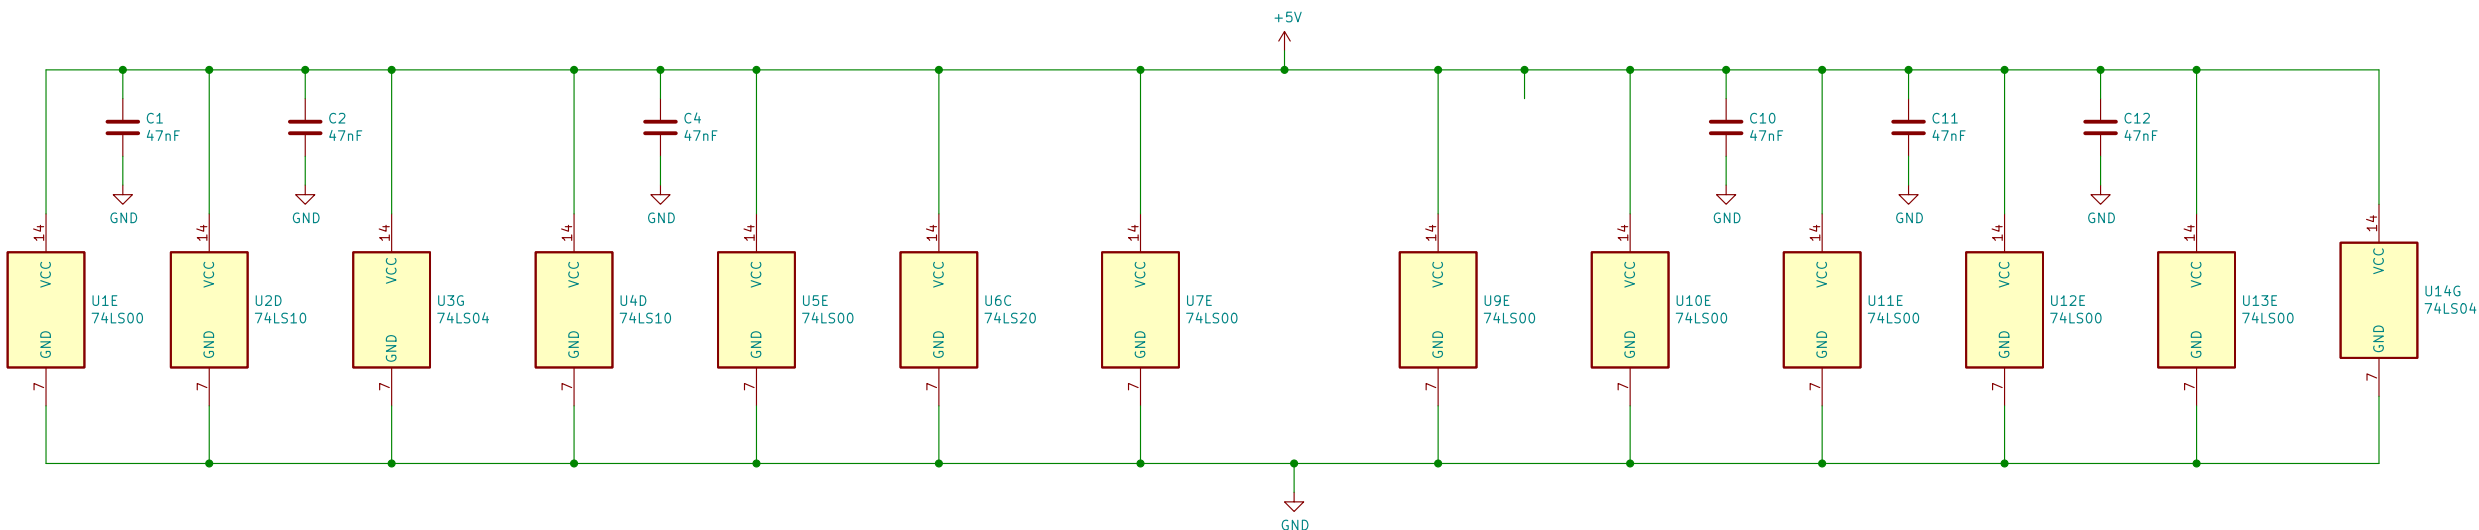 +5V
C1
47nF
C2
47nF
C4
47nF
C10
47nF
C11
47nF
C12
47nF
GND
GND
GND
GND
GND
GND
14
14
14
14
14
14
14
14
14
14
14
14
14
VCC
VCC
VCC
VCC
VCC
VCC
VCC
VCC
VCC
VCC
VCC
VCC
VCC
U1E
74LS00
U2D
74LS10
U3G
74LS04
U4D
74LS10
U5E
74LS00
U6C
74LS20
U7E
74LS00
U9E
74LS00
U10E
74LS00
U11E
74LS00
U12E
74LS00
U13E
74LS00
U14G
74LS04
GND
GND
GND
GND
GND
GND
GND
GND
GND
GND
GND
GND
GND
7
7
7
7
7
7
7
7
7
7
7
7
7
GND